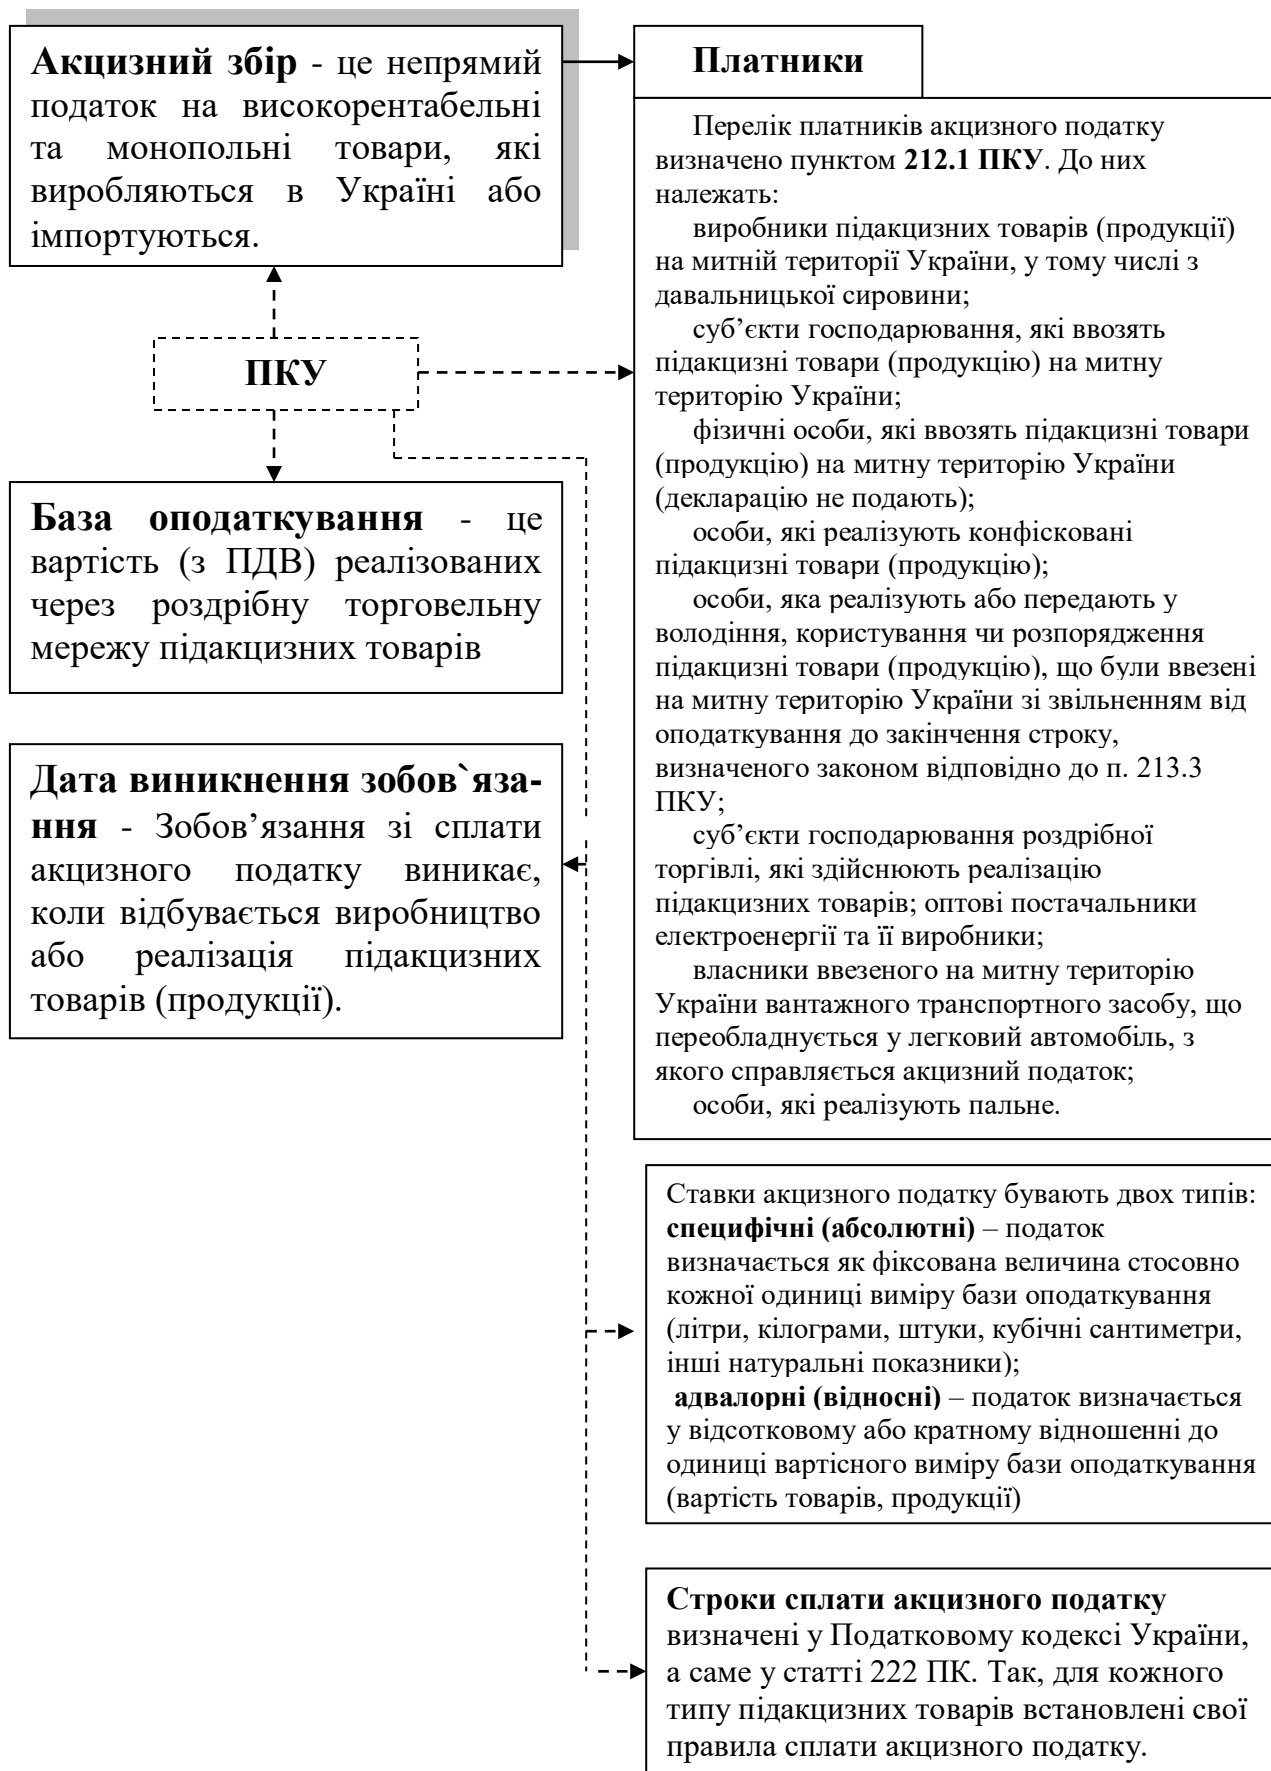 Акцизний збір - це непрямий
податок на високорентабельні
та монопольні товари, які
виробляються в Україні або
імпортуються.
ПКУ
База оподаткування - це
вартість (з ПДВ) реалізованих
через роздрібну торговельну
мережу підакцизних товарів
Дата виникнення зобов`яза-
ння - Зобов’язання зі сплати
акцизного податку виникає,
коли відбувається виробництво
або реалізація підакцизних
товарів (продукції).
Платники
Перелік платників акцизного податку
визначено пунктом 212.1 ПКУ. До них
належать:
виробники підакцизних товарів (продукції)
на митній території України, у тому числі з
давальницької сировини;
суб’єкти господарювання, які ввозять
підакцизні товари (продукцію) на митну
територію України;
фізичні особи, які ввозять підакцизні товари
(продукцію) на митну територію України
(декларацію не подають);
особи, які реалізують конфісковані
підакцизні товари (продукцію);
особи, яка реалізують або передають у
володіння, користування чи розпорядження
підакцизні товари (продукцію), що були ввезені
на митну територію України зі звільненням від
оподаткування до закінчення строку,
визначеного законом відповідно до п. 213.3
ПКУ;
суб’єкти господарювання роздрібної
торгівлі, які здійснюють реалізацію
підакцизних товарів; оптові постачальники
електроенергії та її виробники;
власники ввезеного на митну територію
України вантажного транспортного засобу, що
переобладнується у легковий автомобіль, з
якого справляється акцизний податок;
особи, які реалізують пальне.
Ставки акцизного податку бувають двох типів:
специфічні (абсолютні) – податок
визначається як фіксована величина стосовно
кожної одиниці виміру бази оподаткування
(літри, кілограми, штуки, кубічні сантиметри,
інші натуральні показники);
адвалорні (відносні) – податок визначається
у відсотковому або кратному відношенні до
одиниці вартісного виміру бази оподаткування
(вартість товарів, продукції)
Строки сплати акцизного податку
визначені у Податковому кодексі України,
а саме у статті 222 ПК. Так, для кожного
типу підакцизних товарів встановлені свої
правила сплати акцизного податку.